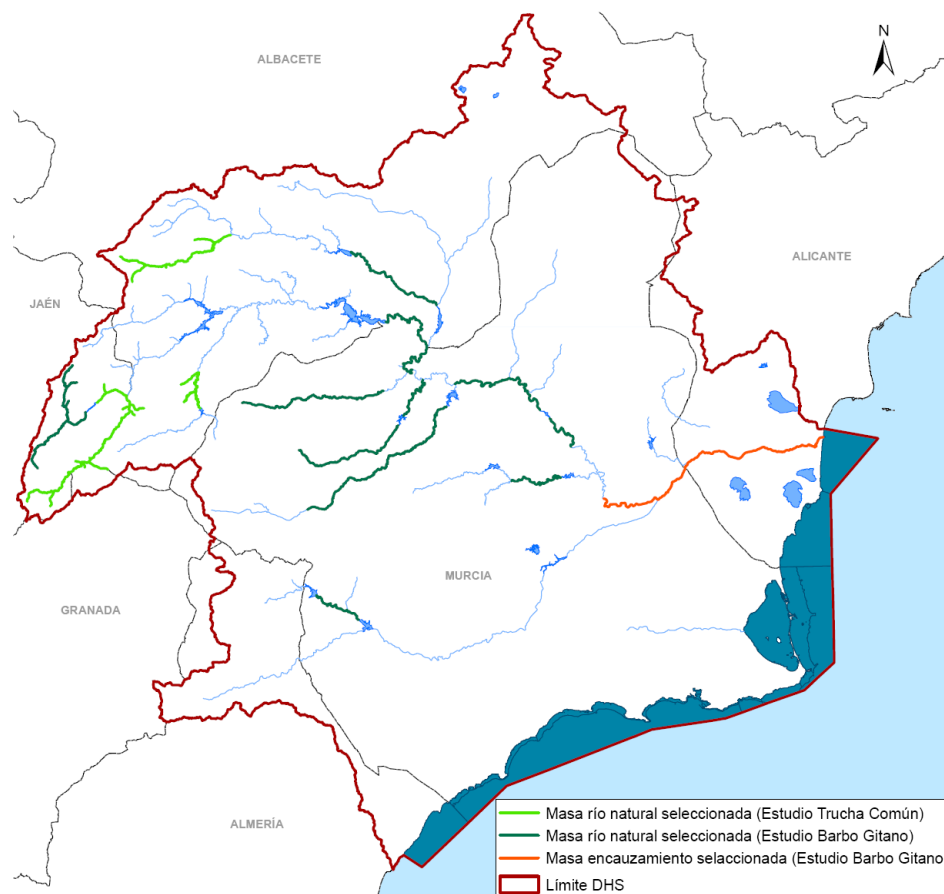 N
ALBACETE
ALICANTE
JAÉN
MURCIA
GRANADA
ALMERÍA
Masa río natural seleccionada (Estudio Trucha Común)
Masa río natural seleccionada (Estudio Barbo Gitano)
Masa encauzamiento selaccionada (Estudio Barbo Gitano
Límite DHS